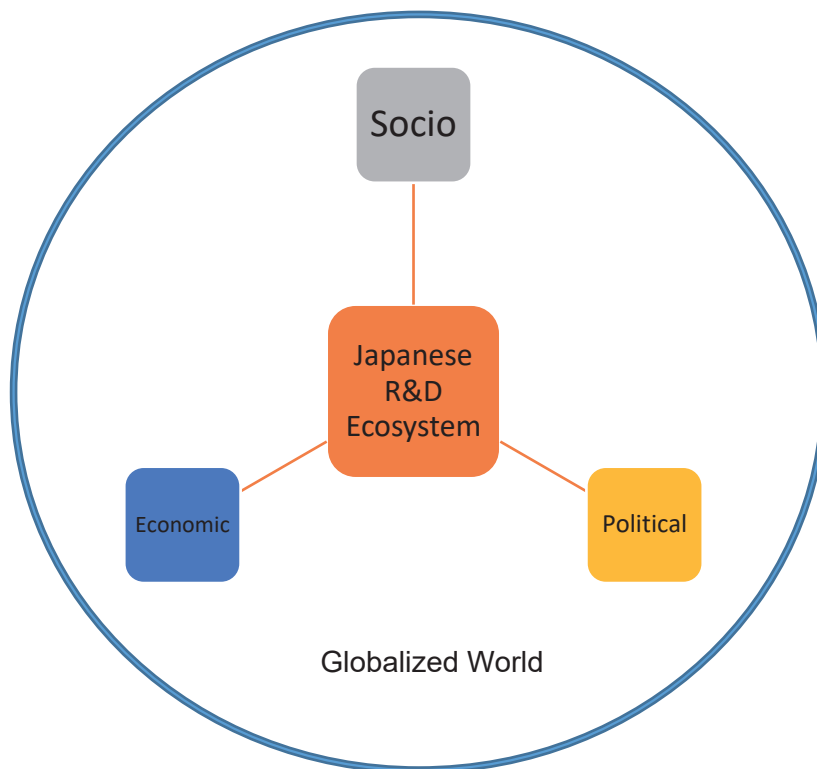 Socio
Japanese
R&D
Ecosystem
Economic
Political
Globalized World